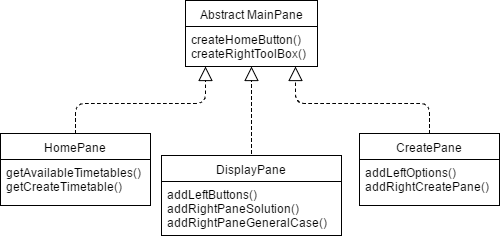 Abstract MainPane
createHomeButton()
createRightToolBox()
HomePane
getAvailableTimetables()
getCreateTimetable()
DisplayPane
addLeftButtons()
addRightPaneSolution()
addRightPaneGeneralCase()
CreatePane
addLeftOptions()
addRightCreatePane()